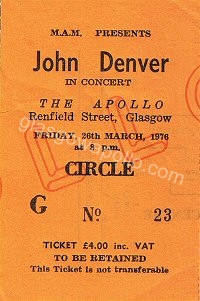 M.A.M. PRESENTS
John Denver
IN CONCERT
THE APOLLO
Renfield Street, Glasgow
FRIDAY, 26th MARCH, 1976
at 8 p.m.
CIRCLE
G No 23
TICKET £4.00 inc. VAT
TO BE RETAINED
This Ticket is not transferable